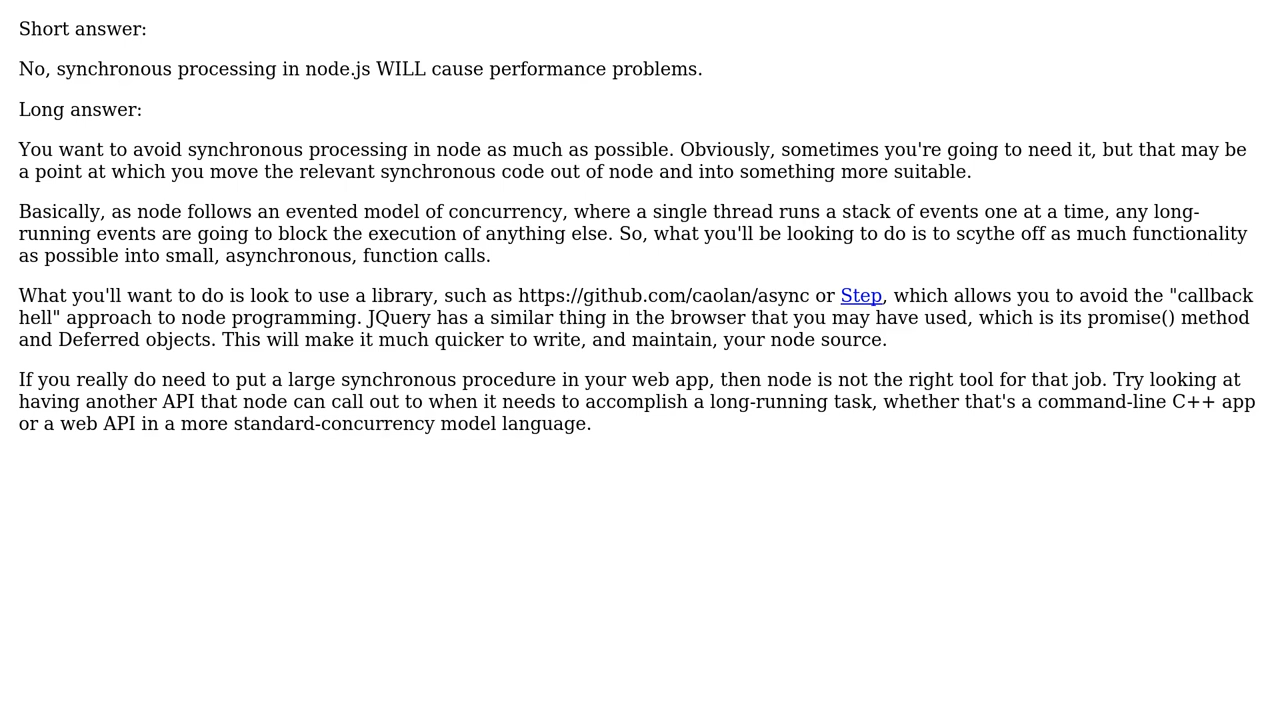 Short answer:
No, synchronous processing in node.js WILL cause performance problems.
Long answer:
You want to avoid synchronous processing in node as much as possible. Obviously, sometimes you're going to need it, but that may be
a point at which you move the relevant synchronous code out of node and into something more suitable.
Basically, as node follows an evented model of concurrency, where a single thread runs a stack of events one at a time, any long-
running events are going to block the execution of anything else. So, what you'll be looking to do is to scythe off as much functionality
as possible into small, asynchronous, function calls.
What you'll want to do is look to use a library, such as https://github.com/caolan/async or Step, which allows you to avoid the "callback
hell" approach to node programming. JQuery has a similar thing in the browser that you may have used, which is its promise() method
and Deferred objects. This will make it much quicker to write, and maintain, your node source.
If you really do need to put a large synchronous procedure in your web app, then node is not the right tool for that job. Try looking at
having another API that node can call out to when it needs to accomplish a long-running task, whether that's a command-line C++ app
or a web API in a more standard-concurrency model language.